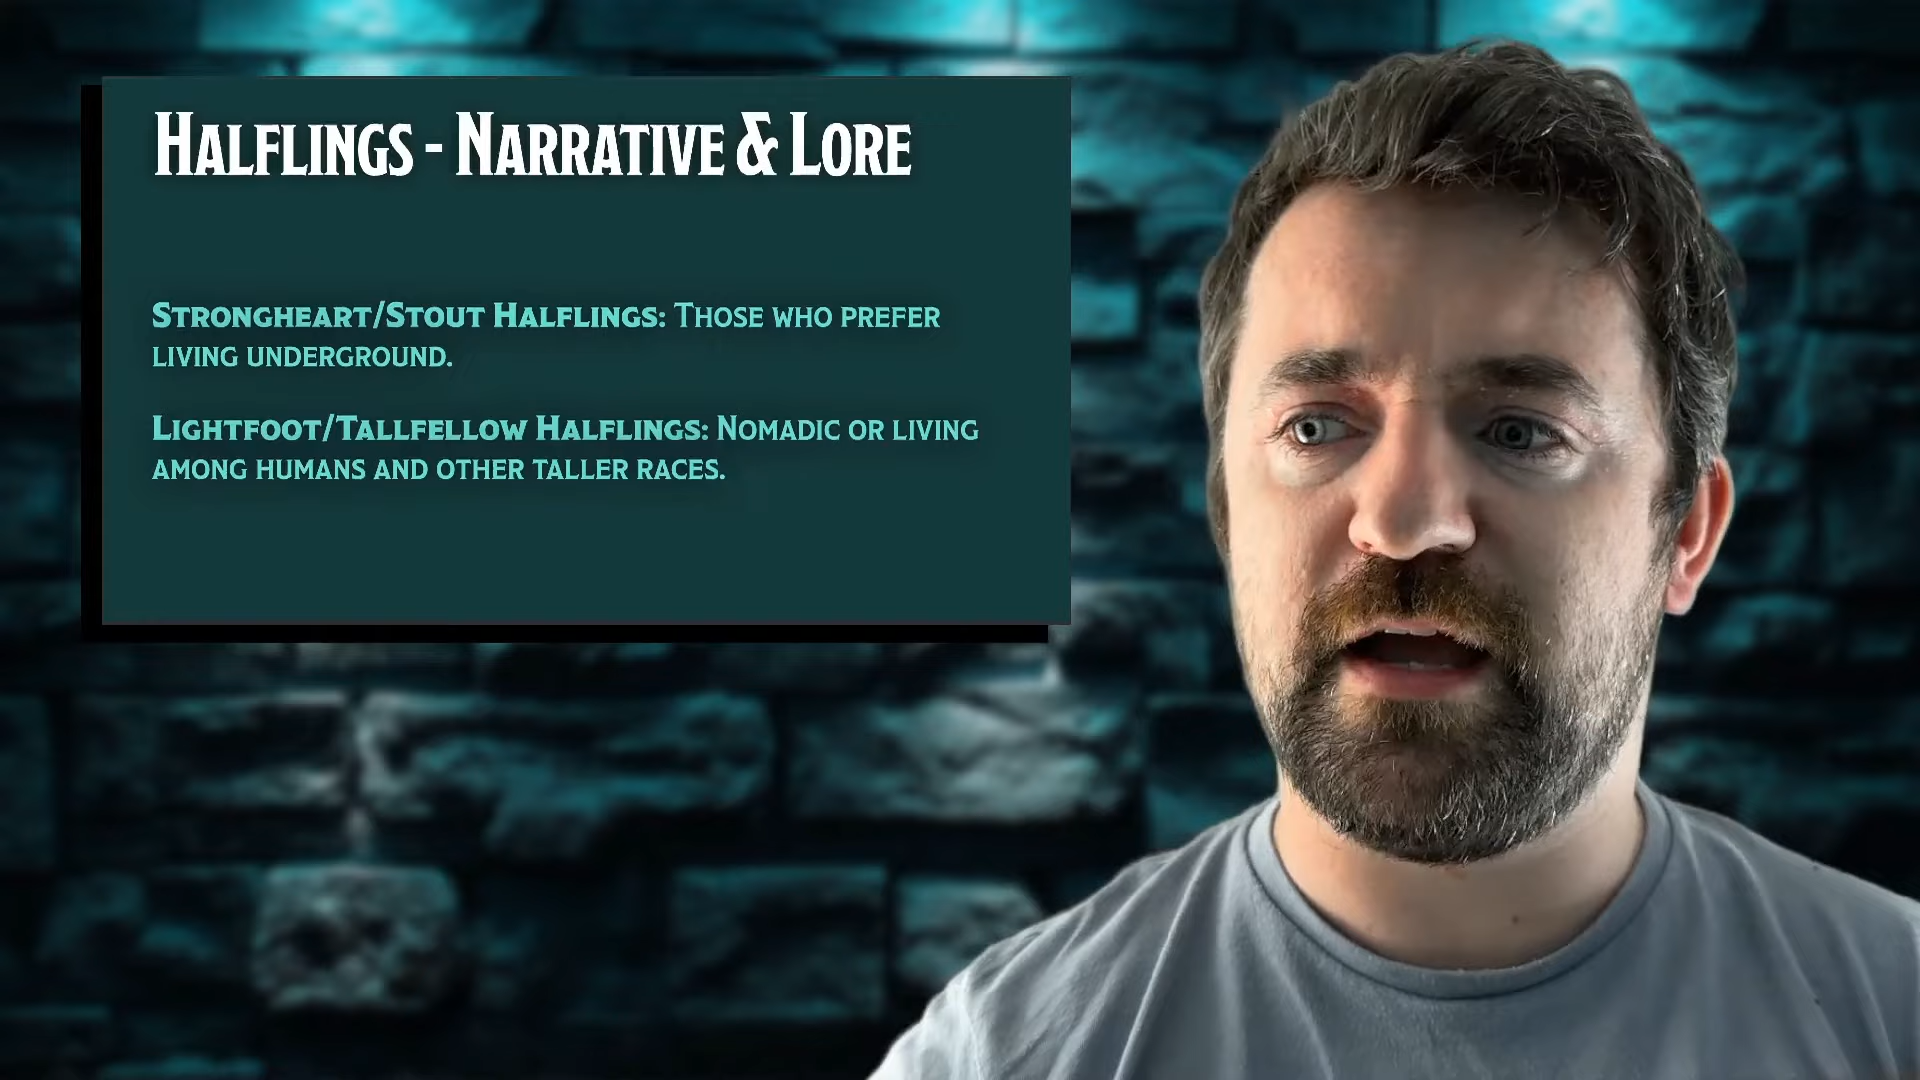 Halflings - Narrative & Lore
Strongheart/Stout Halflings: Those who prefer
living underground.
Lightfoot/Tallfellow Halflings: Nomadic or living
among humans and other taller races.